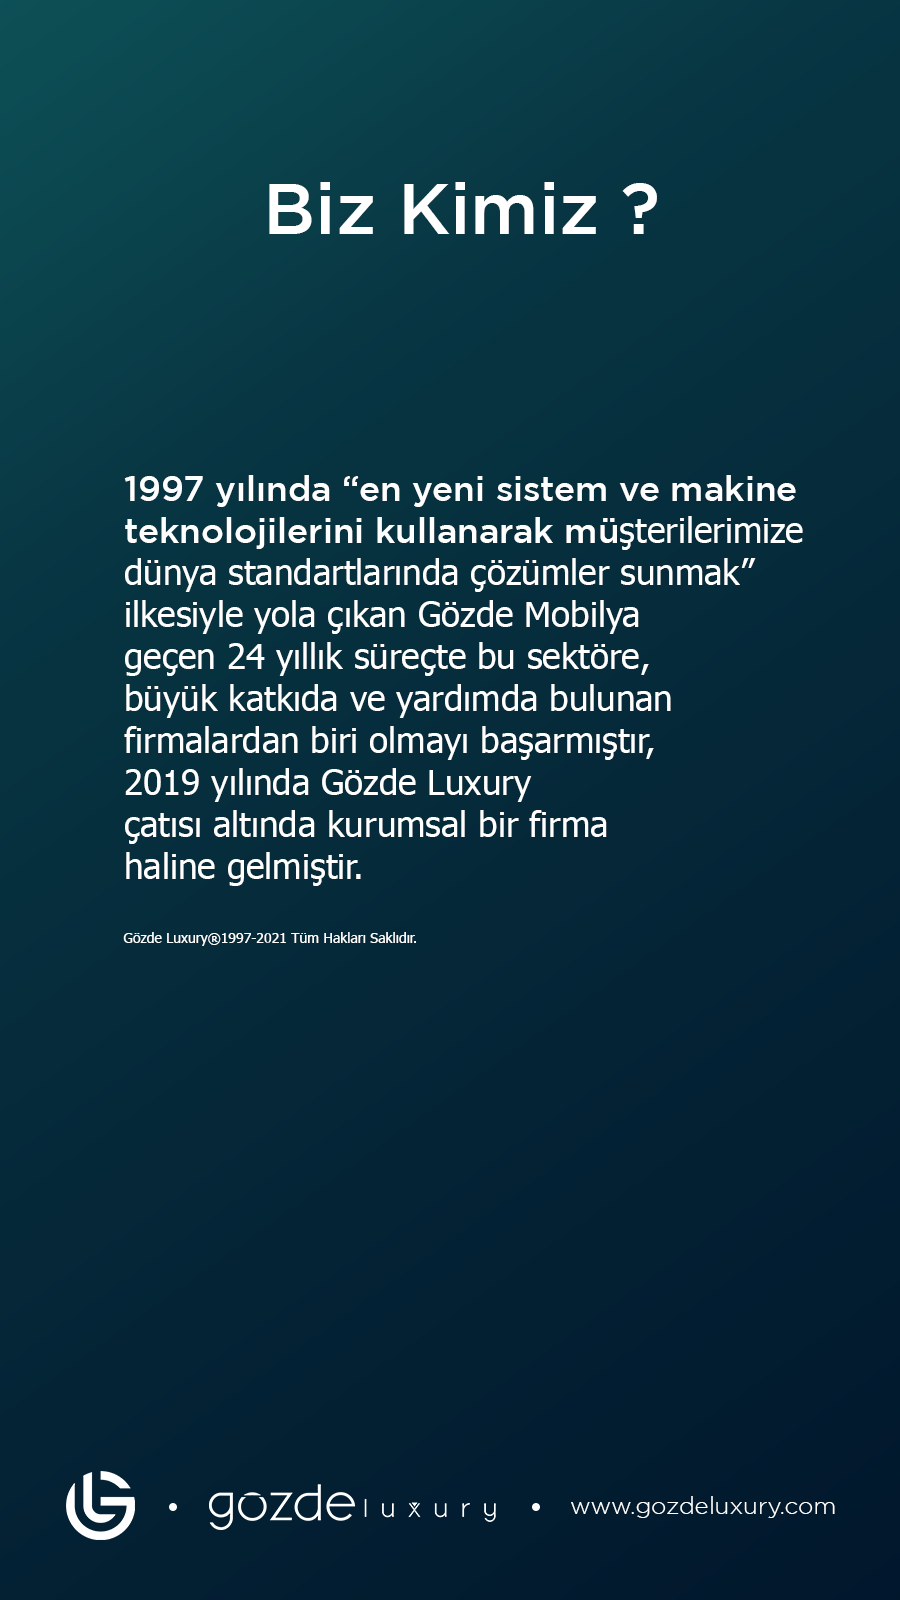 Biz Kimiz ?
1997 yılında “en yeni sistem ve makine
teknolojilerini kullanarak müşterilerimize
dünya standartlarında çözümler sunmak”
ilkesiyle yola çıkan Gözde Mobilya
geçen 24 yıllık süreçte bu sektöre,
büyük katkıda ve yardımda bulunan
firmalardan biri olmayı başarmıştır,
2019 yılında Gözde Luxury
çatısı altında kurumsal bir firma
haline gelmiştir.
Gözde Luxury®1997-2021 Tüm Hakları Saklıdır.
• gözde luxury • www.gozdeluxury.com